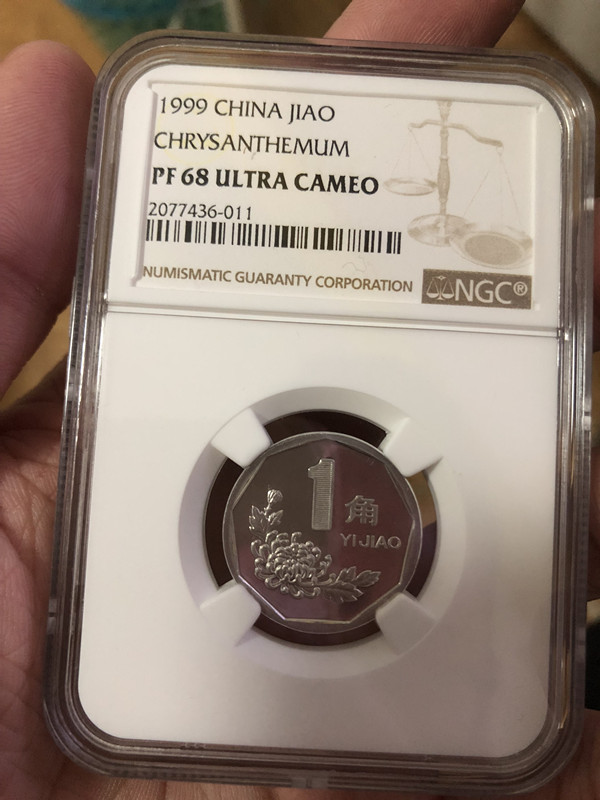 1999 CHINA JIAO
CHRYSANTHEMUM
PF 68 ULTRA CAMEO
2077436-011
NUMISMATIC GUARANTY CORPORATION
NGC®
1角
YI JIAO